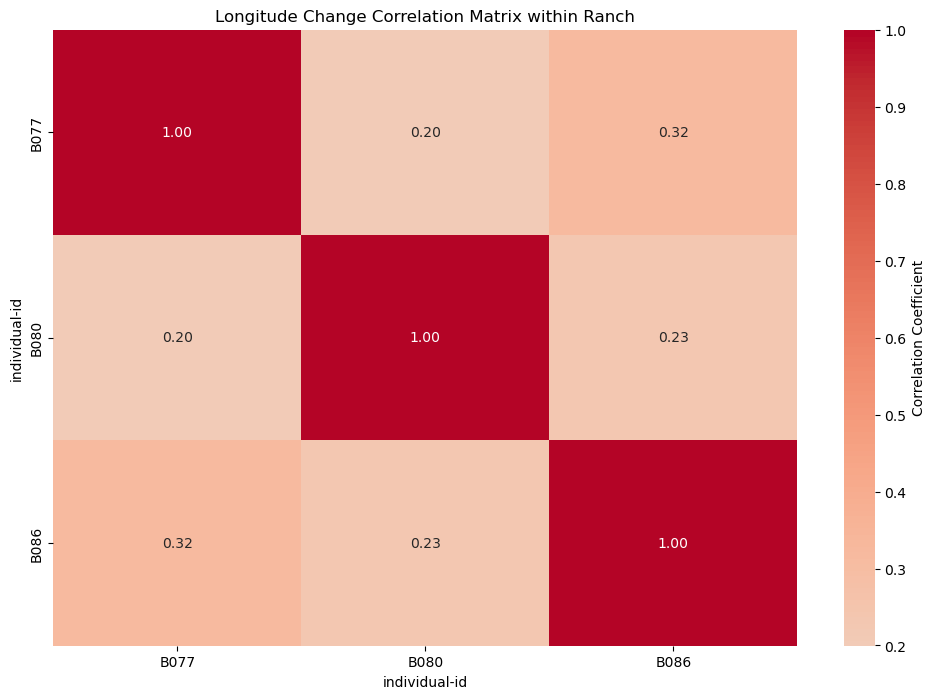 Longitude Change Correlation Matrix within Ranch
individual-id
B077
B080
B086
1.00 0.20 0.32
0.20 1.00 0.23
0.32 0.23 1.00
B077 B080 B086
individual-id
1.0
0.9
0.8
0.7
0.6
0.5
0.4
0.3
0.2
Correlation Coefficient